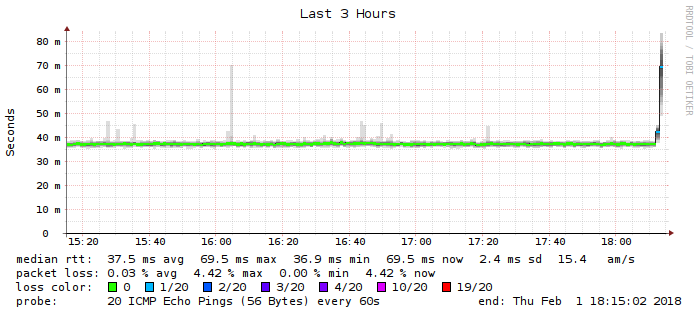 Last 3 Hours
RRDTOOL / TOBI OETIKER
Seconds
80 m
70 m
60 m
50 m
40 m
30 m
20 m
10 m
0
15:20 15:40 16:00 16:20 16:40 17:00 17:20 17:40 18:00
median rtt: 37.5 ms avg 69.5 ms max 36.9 ms min 69.5 ms now 2.4 ms sd 15.4 am/s
packet loss: 0.03 % avg 4.42 % max 0.00 % min 4.42 % now
loss color: 0 1/20 2/20 3/20 4/20 10/20 19/20
probe: 20 ICMP Echo Pings (56 Bytes) every 60s end: Thu Feb 1 18:15:02 2018